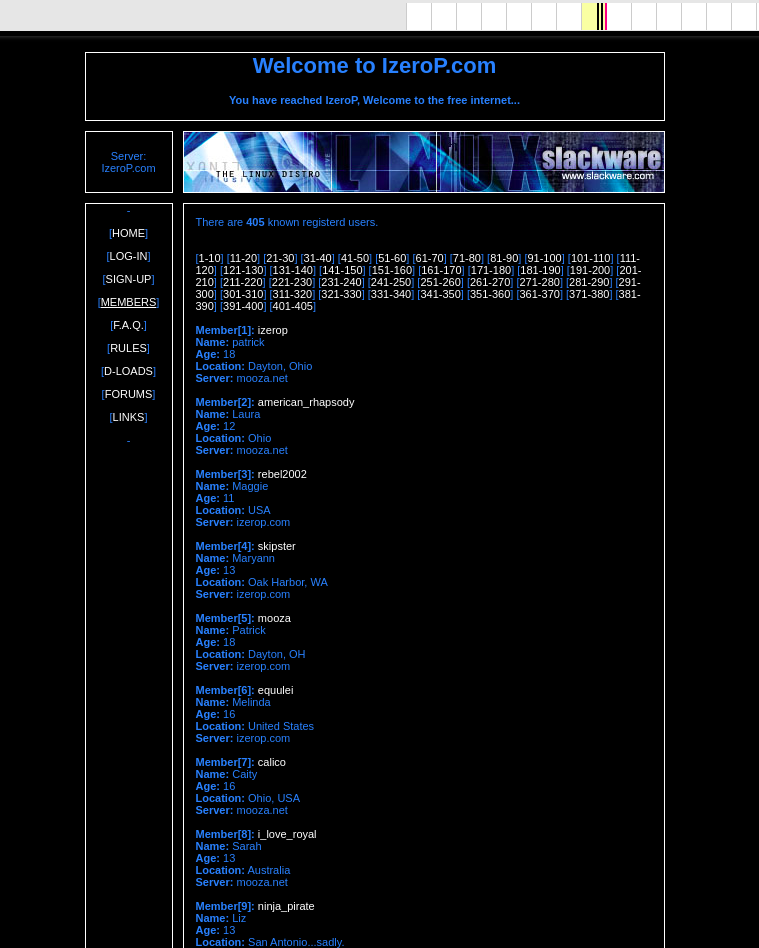 Welcome to IzeroP.com
You have reached IzeroP, Welcome to the free internet...
Server:
IzeroP.com
THE LINUX DISTRO
LINUX
slackware
www.slackware.com
-
[HOME]
[LOG-IN]
[SIGN-UP]
[MEMBERS]
[F.A.Q.]
[RULES]
[D-LOADS]
[FORUMS]
[LINKS]
-
There are 405 known registerd users.
[1-10] [11-20] [21-30] [31-40] [41-50] [51-60] [61-70] [71-80] [81-90] [91-100] [101-110] [111-
120] [121-130] [131-140] [141-150] [151-160] [161-170] [171-180] [181-190] [191-200] [201-
210] [211-220] [221-230] [231-240] [241-250] [251-260] [261-270] [271-280] [281-290] [291-
300] [301-310] [311-320] [321-330] [331-340] [341-350] [351-360] [361-370] [371-380] [381-
390] [391-400] [401-405]
Member[1]: izerop
Name: patrick
Age: 18
Location: Dayton, Ohio
Server: mooza.net
Member[2]: american_rhapsody
Name: Laura
Age: 12
Location: Ohio
Server: mooza.net
Member[3]: rebel2002
Name: Maggie
Age: 11
Location: USA
Server: izerop.com
Member[4]: skipster
Name: Maryann
Age: 13
Location: Oak Harbor, WA
Server: izerop.com
Member[5]: mooza
Name: Patrick
Age: 18
Location: Dayton, OH
Server: izerop.com
Member[6]: equulei
Name: Melinda
Age: 16
Location: United States
Server: izerop.com
Member[7]: calico
Name: Caity
Age: 16
Location: Ohio, USA
Server: mooza.net
Member[8]: i_love_royal
Name: Sarah
Age: 13
Location: Australia
Server: mooza.net
Member[9]: ninja_pirate
Name: Liz
Age: 13
Location: San Antonio...sadly.